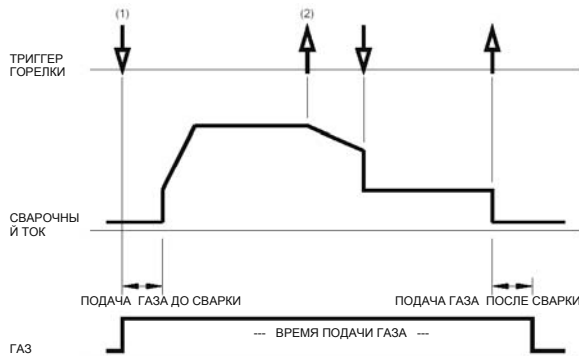 (1) (2)
ТРИГГЕР
ГОРЕЛКИ
СВАРОЧНЫ
Й ТОК
ПОДАЧА ГАЗА ДО СВАРКИ ПОДАЧА ГАЗА ПОСЛЕ СВАРКИ
--- ВРЕМЯ ПОДАЧИ ГАЗА ---
ГАЗ